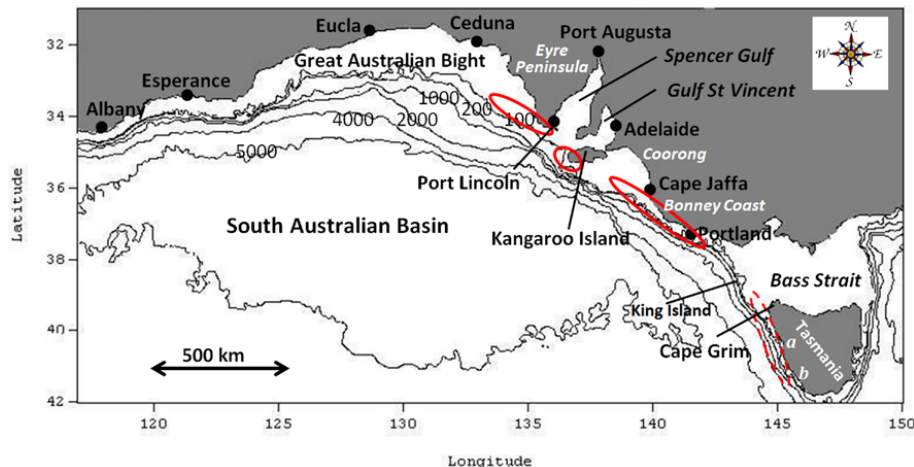 N
W E
S
Eucla
Ceduna
Port Augusta
32
Eyre
Peninsula
Spencer Gulf
Great Australian Bight
Esperance
Gulf St Vincent
1000
200
100
Albany
34
4000
2000
Adelaide
5000
Coorong
Port Lincoln
Cape Jaffa
36
Bonney Coast
South Australian Basin
Kangaroo Island
Portland
38
Bass Strait
King Island
40
Cape Grim
Tasmania
a
500 km
b
42
120 125 130 135 140 145 150
Latitude
Longitude